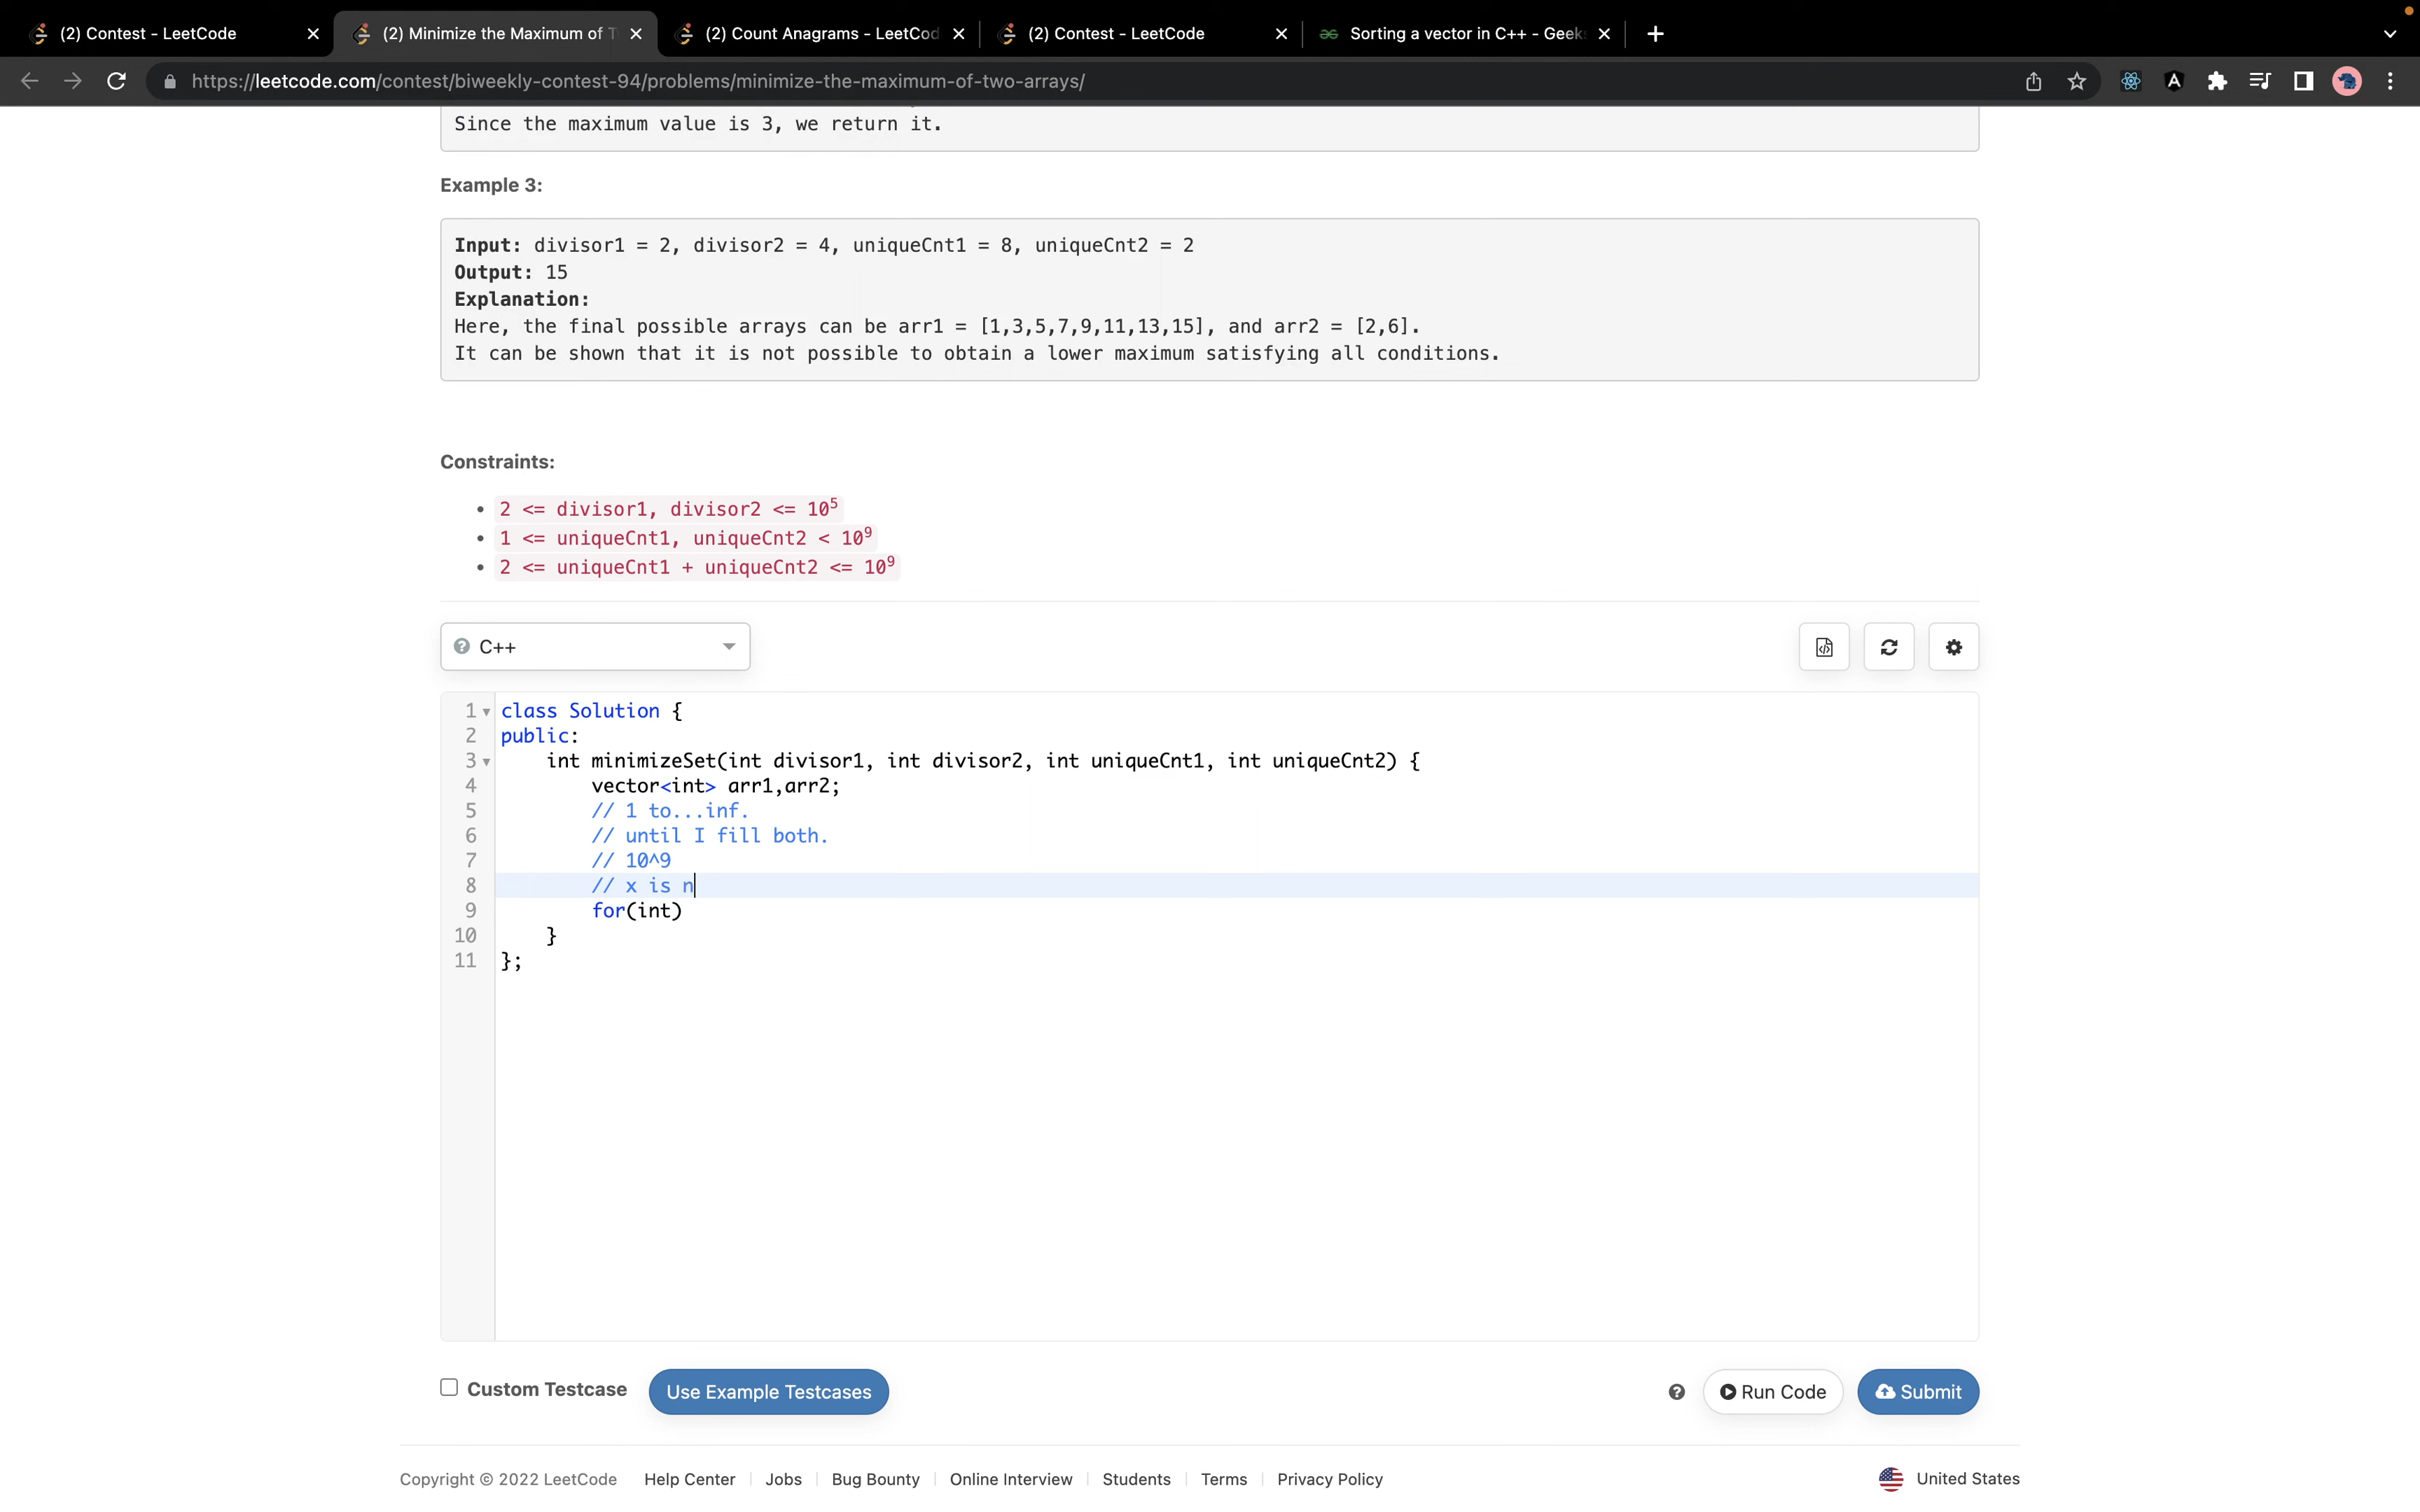 (2) Contest - LeetCode
(2) Minimize the Maximum of T
(2) Count Anagrams - LeetCod
(2) Contest - LeetCode
Sorting a vector in C++ - Geek
https://leetcode.com/contest/biweekly-contest-94/problems/minimize-the-maximum-of-two-arrays/
Since the maximum value is 3, we return it.
Example 3:
Input: divisor1 = 2, divisor2 = 4, uniqueCnt1 = 8, uniqueCnt2 = 2
Output: 15
Explanation:
Here, the final possible arrays can be arr1 = [1,3,5,7,9,11,13,15], and arr2 = [2,6].
It can be shown that it is not possible to obtain a lower maximum satisfying all conditions.
Constraints:
• 2 <= divisor1, divisor2 <= 10⁵
• 1 <= uniqueCnt1, uniqueCnt2 < 10⁹
• 2 <= uniqueCnt1 + uniqueCnt2 <= 10⁹
C++
1 class Solution {
2 public:
3 int minimizeSet(int divisor1, int divisor2, int uniqueCnt1, int uniqueCnt2) {
4 vector<int> arr1,arr2;
5 // 1 to...inf.
6 // until I fill both.
7 // 10^9
8 // x is n
9 for(int)
10 }
11 };
Custom Testcase
Use Example Testcases
Run Code
Submit
Copyright © 2022 LeetCode Help Center Jobs Bug Bounty Online Interview Students Terms Privacy Policy United States